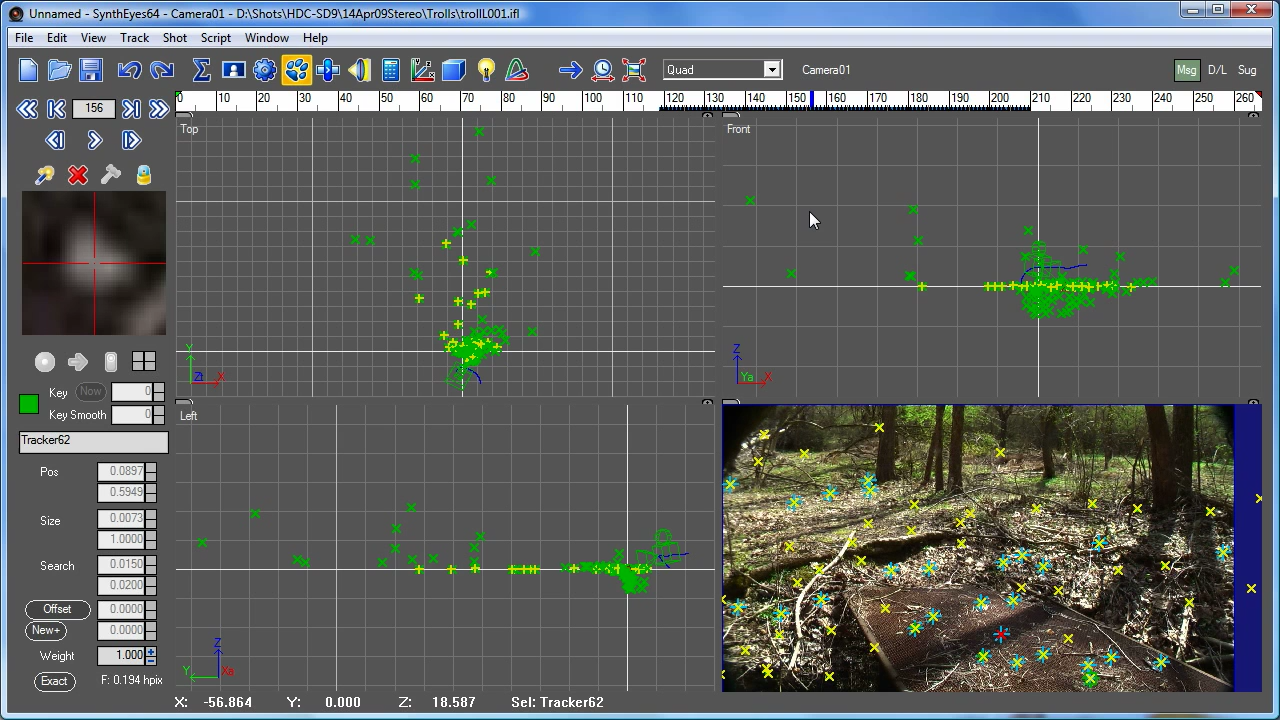 Unnamed - SynthEyes64 - Camera01 - D:\Shots\HDC-SD9\14Apr09Stereo\Trolls\trollL001.ifl
File Edit View Track Shot Script Window Help
Quad Camera01 Msg D/L Sug
156
0 10 20 30 40 50 60 70 80 90 100 110 120 130 140 150 160 170 180 190 200 210 220 230 240 250 260
Top
Front
Key Now 0
Key Smooth 0
Tracker62
Pos 0.0897
0.5949
Size 0.0073
1.0000
Search 0.0150
0.0200
Offset 0.0000
New+ 0.0000
Weight 1.000
Exact F: 0.194 hpix
Y
Zt X
Z
Ya X
Left
Z
Y Xa
X: -56.864 Y: 0.000 Z: 18.587 Sel: Tracker62